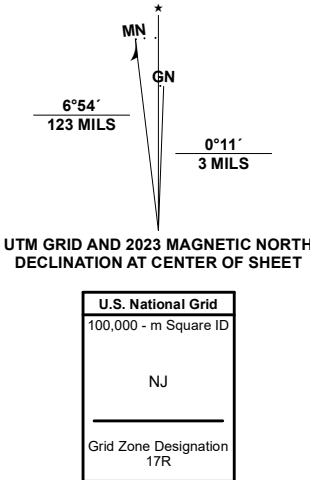 ★
MN
GN
6°54´
123 MILS
0°11´
3 MILS
UTM GRID AND 2023 MAGNETIC NORTH
DECLINATION AT CENTER OF SHEET
U.S. National Grid
100,000 - m Square ID
NJ
Grid Zone Designation
17R